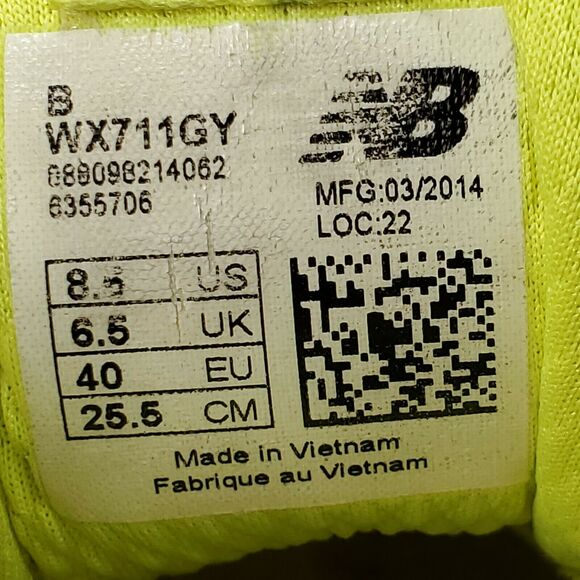 B
WX711GY
NB
889098214062
6355706
MFG:03/2014
LOC:22
8.5 US
6.5 UK
40 EU
25.5 CM
Made in Vietnam
Fabrique au Vietnam